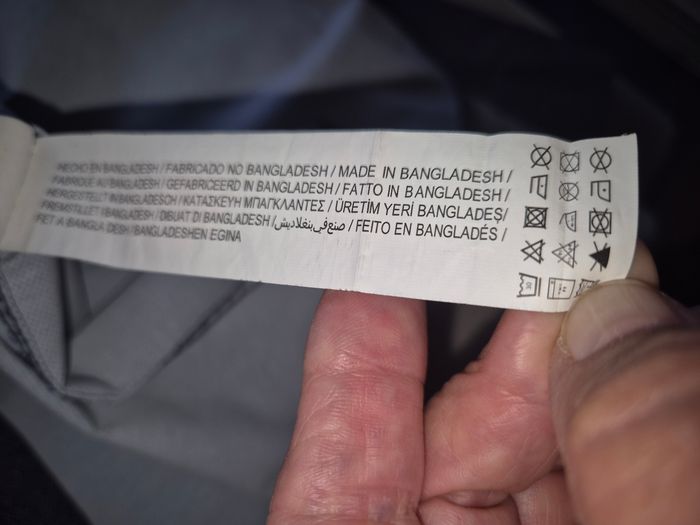 HECHO EN BANGLADESH / FABRICADO NO BANGLADESH / MADE IN BANGLADESH /
FABRIQUE AU BANGLADESH / GEFABRICEERD IN BANGLADESH / FATTO IN BANGLADESH /
HERGESTELLT IN BANGLADESCH / ΚΑΤΑΣΚΕΥΗ ΜΠΑΓΚΛΑΝΤΕΣ / ÜRETİM YERİ BANGLADEŞ/
FREMSTILLET I BANGLADESH / DIBUAT DI BANGLADESH / صنع في بنغلاديش / FEITO EN BANGLADÉS /
FET A BANGLA DESH / BANGLADESHEN EGINA
30